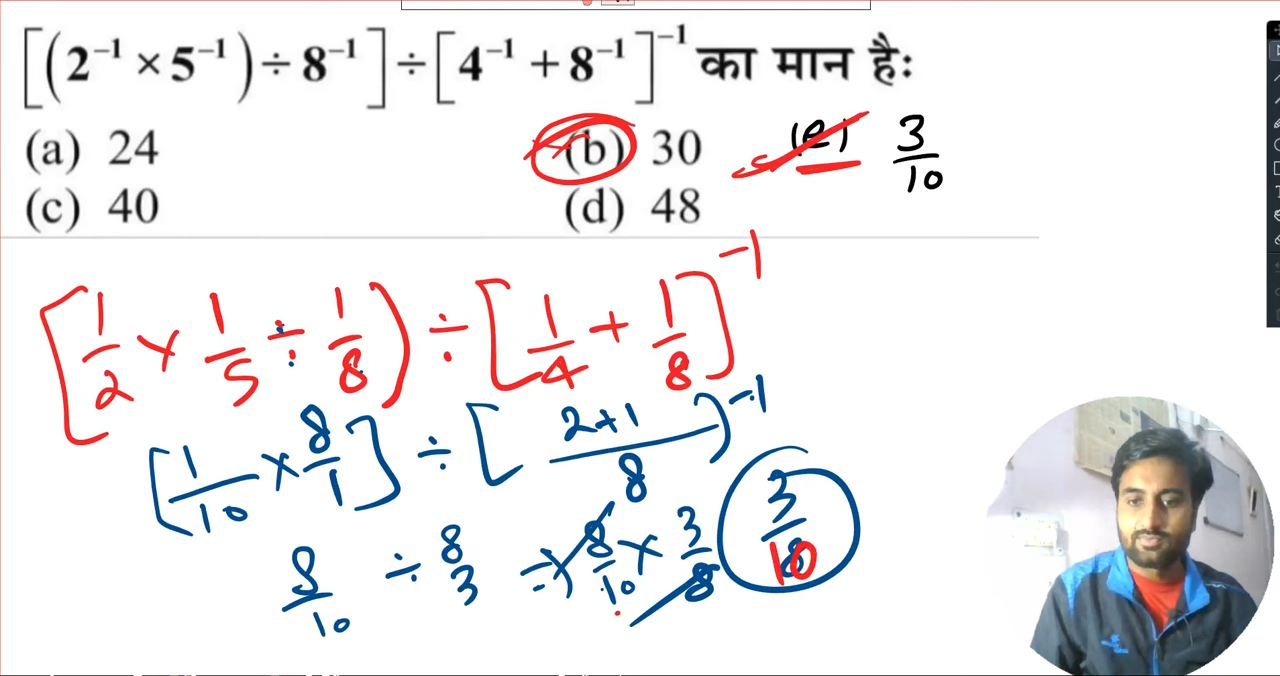 [(2⁻¹ × 5⁻¹) ÷ 8⁻¹] ÷ [4⁻¹ + 8⁻¹]⁻¹ का मान है:
(a) 24 (b) 30 (e) 3/10
(c) 40 (d) 48
[1/2 × 1/5 ÷ 1/8) ÷ [1/4 + 1/8]⁻¹
[1/10 × 8/1] ÷ [2+1/8)⁻¹
8/10 ÷ 8/3 ⇒ 8/10 × 3/8 3/10